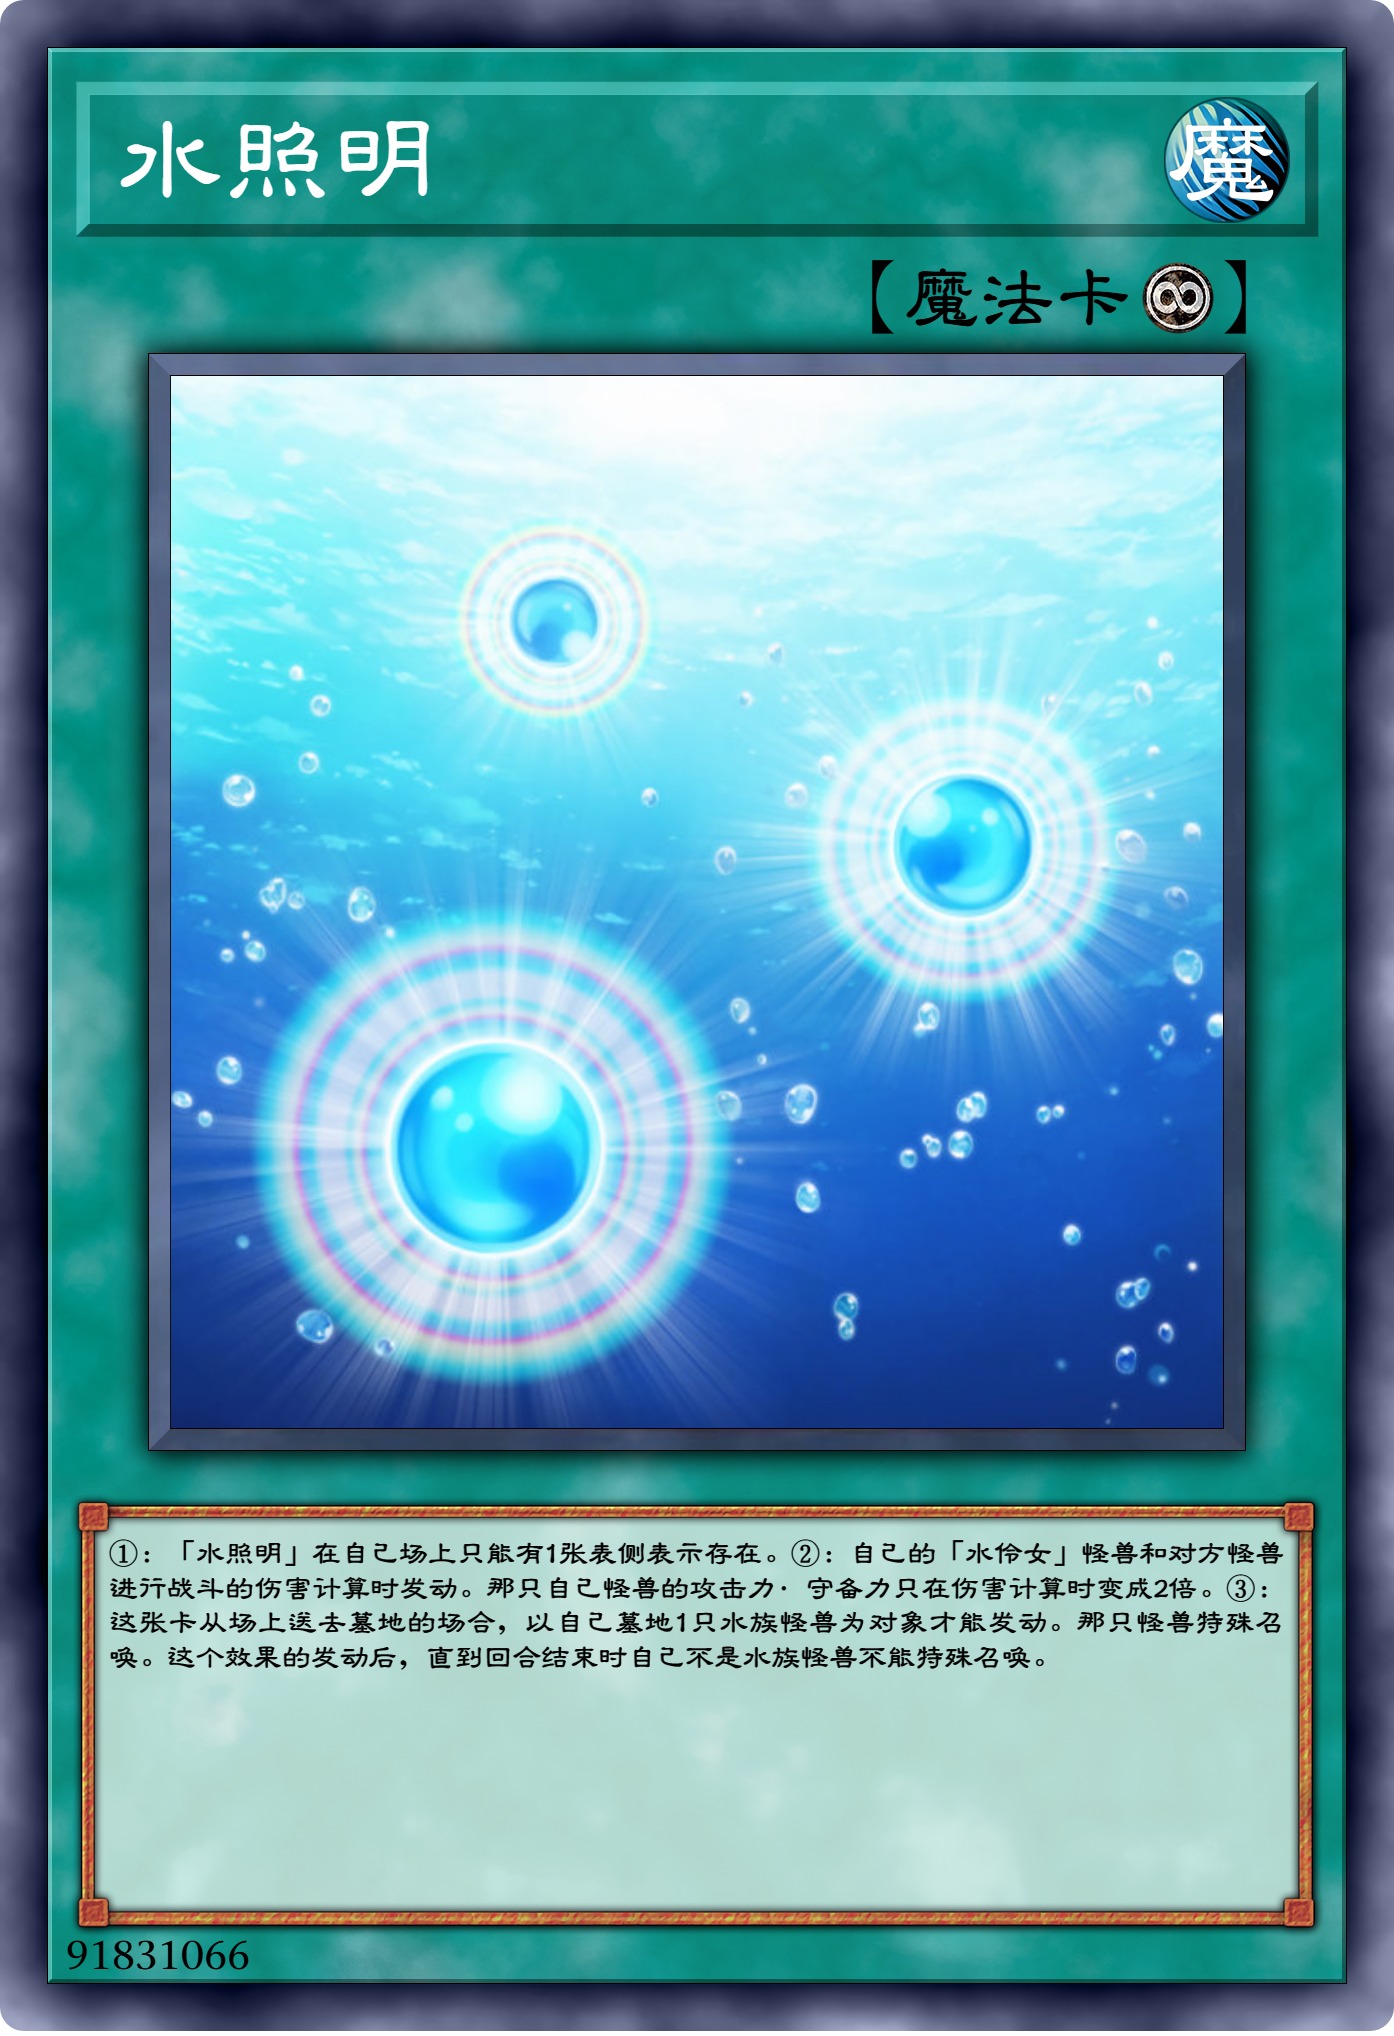 水照明
魔
【魔法卡】
①：「水照明」在自己场上只能有1张表侧表示存在。②：自己的「水伶女」怪兽和对方怪兽
进行战斗的伤害计算时发动。那只自己怪兽的攻击力·守备力只在伤害计算时变成2倍。③：
这张卡从场上送去墓地的场合，以自己墓地1只水族怪兽为对象才能发动。那只怪兽特殊召
唤。这个效果的发动后，直到回合结束时自己不是水族怪兽不能特殊召唤。
91831066